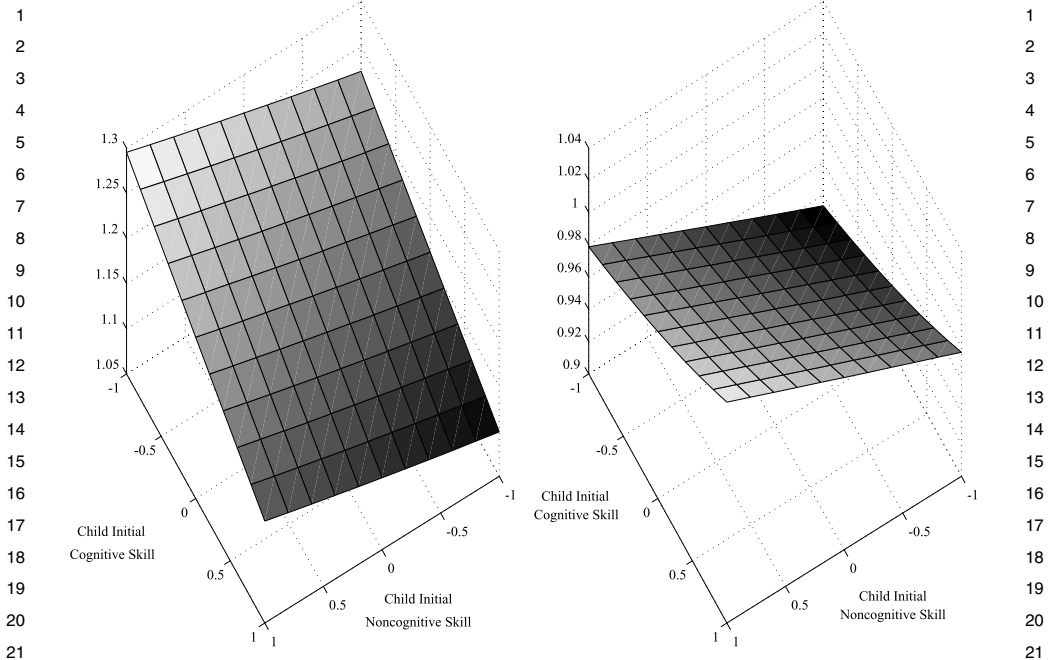 1 1
2 2
3 3
4 4
5 1.3 1.04 5
1.02
6 1.25 6
7 1.2 1 7
8 0.98 8
9 1.15 0.96 9
10 1.1 0.94 10
11 0.92 11
12 1.05 0.9 12
-1 -1
13 13
14 -0.5 -0.5 14
15 15
16 -1 Child Initial -1 16
Cognitive Skill
17 0 0 17
Child Initial -0.5 -0.5
18 Cognitive Skill 18
0.5 0 0.5 0
19 Child Initial Child Initial 19
0.5 0.5
20 Noncognitive Skill Noncognitive Skill 20
21 1 1 1 1 21